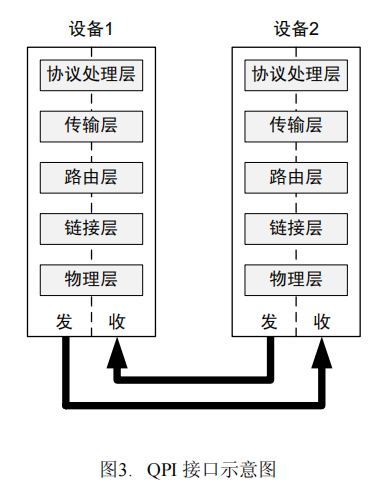 设备1 设备2
协议处理层 协议处理层
传输层 传输层
路由层 路由层
链接层 链接层
物理层 物理层
发 收 发 收
图3. QPI 接口示意图